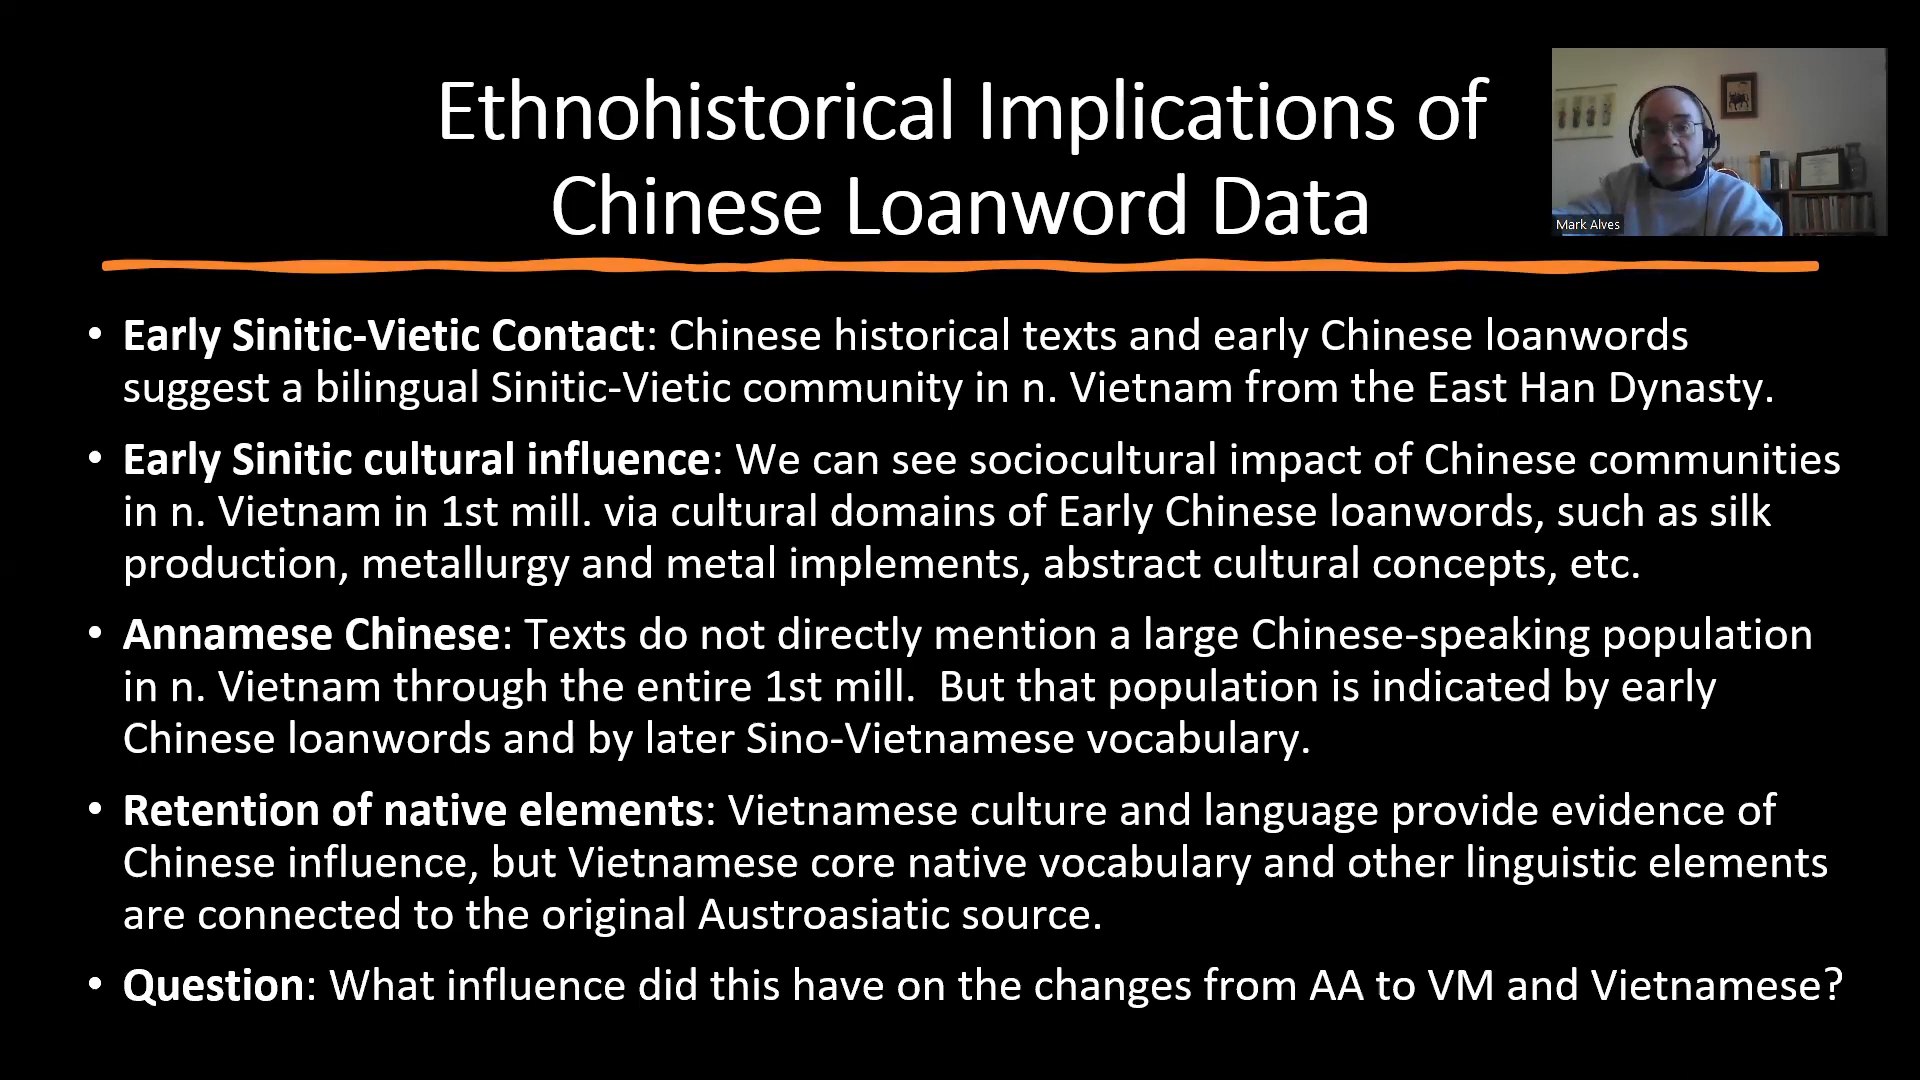 Ethnohistorical Implications of
Chinese Loanword Data
Mark Alves
• Early Sinitic-Vietic Contact: Chinese historical texts and early Chinese loanwords
suggest a bilingual Sinitic-Vietic community in n. Vietnam from the East Han Dynasty.
• Early Sinitic cultural influence: We can see sociocultural impact of Chinese communities
in n. Vietnam in 1st mill. via cultural domains of Early Chinese loanwords, such as silk
production, metallurgy and metal implements, abstract cultural concepts, etc.
• Annamese Chinese: Texts do not directly mention a large Chinese-speaking population
in n. Vietnam through the entire 1st mill.  But that population is indicated by early
Chinese loanwords and by later Sino-Vietnamese vocabulary.
• Retention of native elements: Vietnamese culture and language provide evidence of
Chinese influence, but Vietnamese core native vocabulary and other linguistic elements
are connected to the original Austroasiatic source.
• Question: What influence did this have on the changes from AA to VM and Vietnamese?